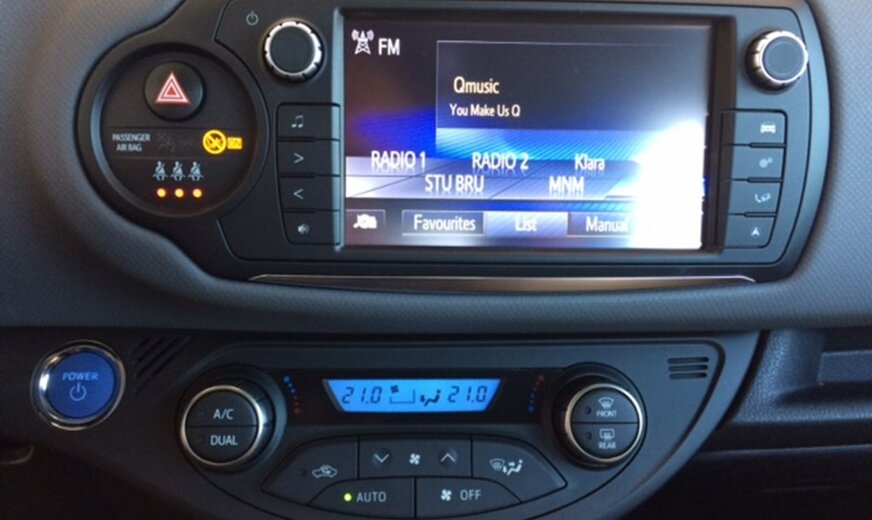 FM
Qmusic
You Make Us Q
PASSENGER
AIR BAG
ON
RADIO 1 RADIO 2 Klara
STU BRU MNM
Favourites List Manual
POWER
21.0 21.0
A/C
DUAL
FRONT
REAR
AUTO
OFF